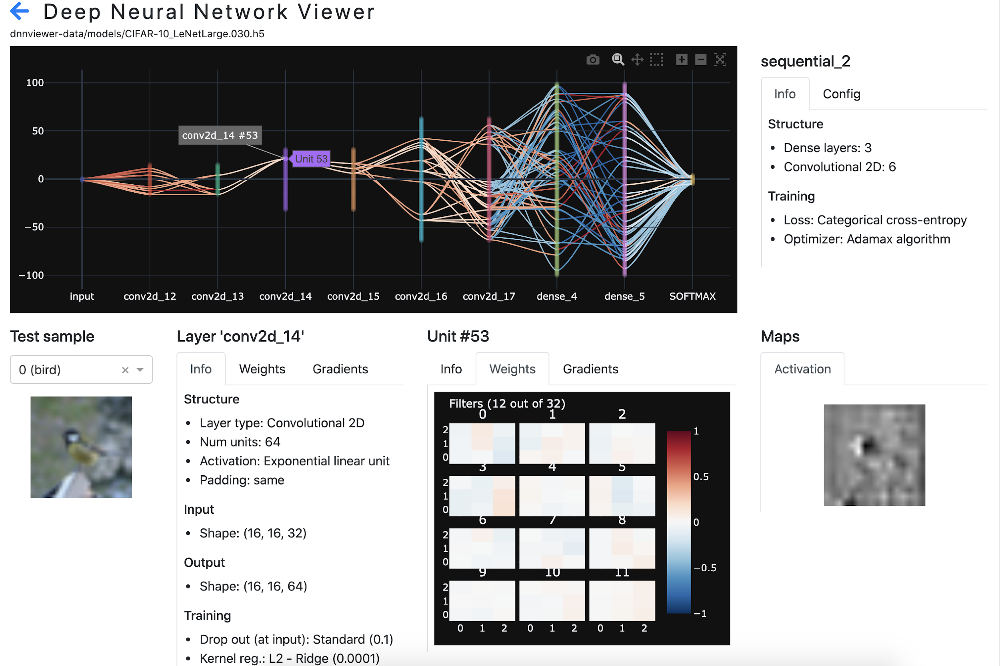 Deep Neural Network Viewer
dnnviewer-data/models/CIFAR-10_LeNetLarge.030.h5
100
50
0
−50
−100
conv2d_14 #53
Unit 53
input conv2d_12 conv2d_13 conv2d_14 conv2d_15 conv2d_16 conv2d_17 dense_4 dense_5 SOFTMAX
sequential_2
Info Config
Structure
• Dense layers: 3
• Convolutional 2D: 6
Training
• Loss: Categorical cross-entropy
• Optimizer: Adamax algorithm
Test sample
0 (bird) ×
Layer 'conv2d_14'
Info Weights Gradients
Structure
• Layer type: Convolutional 2D
• Num units: 64
• Activation: Exponential linear unit
• Padding: same
Input
• Shape: (16, 16, 32)
Output
• Shape: (16, 16, 64)
Training
• Drop out (at input): Standard (0.1)
• Kernel reg.: L2 - Ridge (0.0001)
Unit #53
Info Weights Gradients
Filters (12 out of 32)
0 1 2
2
1
0
3 4 5
2
1
0
6 7 8
2
1
0
9 10 11
2
1
0
0 1 2 0 1 2 0 1 2
1
0.5
0
−0.5
−1
Maps
Activation